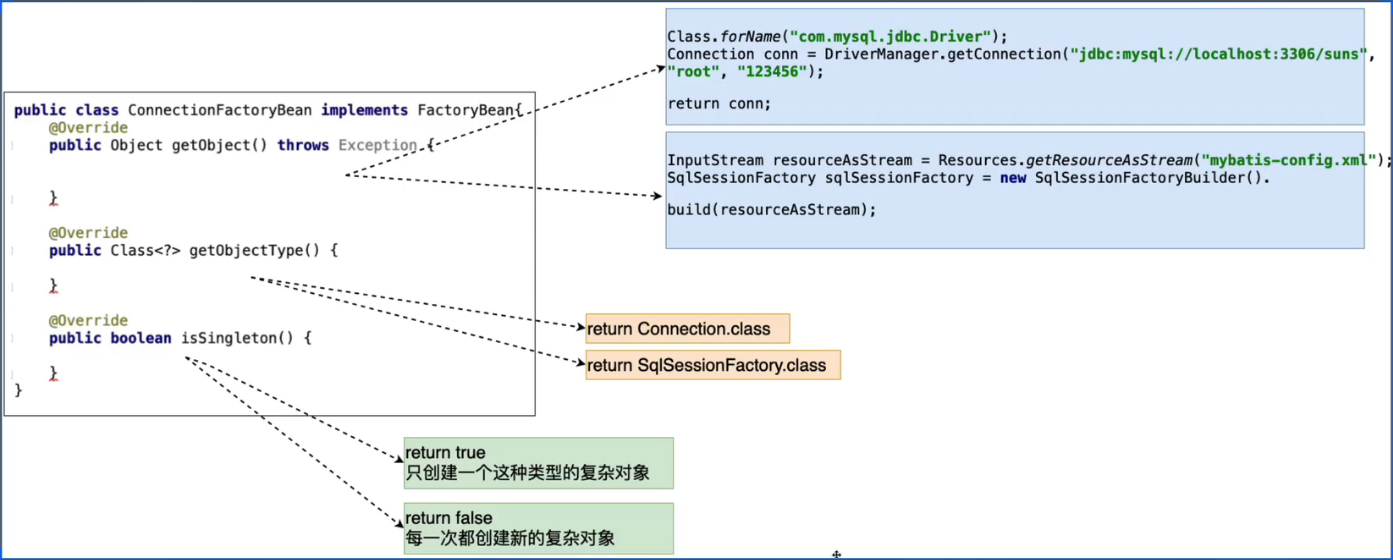 public class ConnectionFactoryBean implements FactoryBean{
@Override
public Object getObject() throws Exception {
}
@Override
public Class<?> getObjectType() {
}
@Override
public boolean isSingleton() {
}
}
Class.forName("com.mysql.jdbc.Driver");
Connection conn = DriverManager.getConnection("jdbc:mysql://localhost:3306/suns",
"root", "123456");
return conn;
InputStream resourceAsStream = Resources.getResourceAsStream("mybatis-config.xml");
SqlSessionFactory sqlSessionFactory = new SqlSessionFactoryBuilder().
build(resourceAsStream);
return Connection.class
return SqlSessionFactory.class
return true
只创建一个这种类型的复杂对象
return false
每一次都创建新的复杂对象